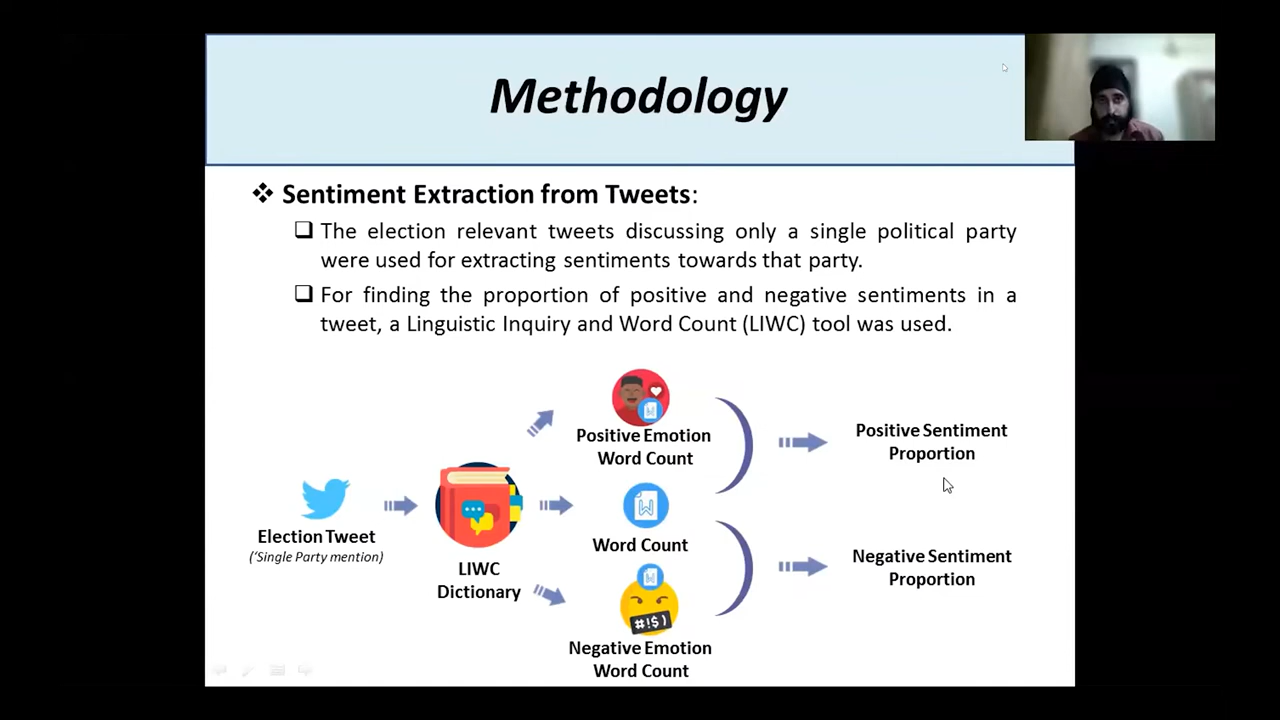 Methodology
❖ Sentiment Extraction from Tweets:
❑ The election relevant tweets discussing only a single political party
were used for extracting sentiments towards that party.
❑ For finding the proportion of positive and negative sentiments in a
tweet, a Linguistic Inquiry and Word Count (LIWC) tool was used.
Election Tweet
('Single Party mention)
LIWC
Dictionary
Positive Emotion
Word Count
W
Word Count
#!$)
Negative Emotion
Word Count
Positive Sentiment
Proportion
Negative Sentiment
Proportion